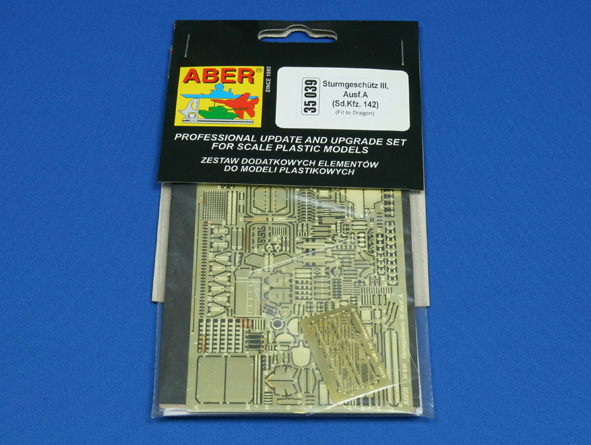 ABER®
SINCE 1995
35 039
Sturmgeschütz III,
Ausf.A
(Sd.Kfz. 142)
(Fit to Dragon)
PROFESSIONAL UPDATE AND UPGRADE SET
FOR SCALE PLASTIC MODELS
ZESTAW DODATKOWYCH ELEMENTÓW
DO MODELI PLASTIKOWYCH